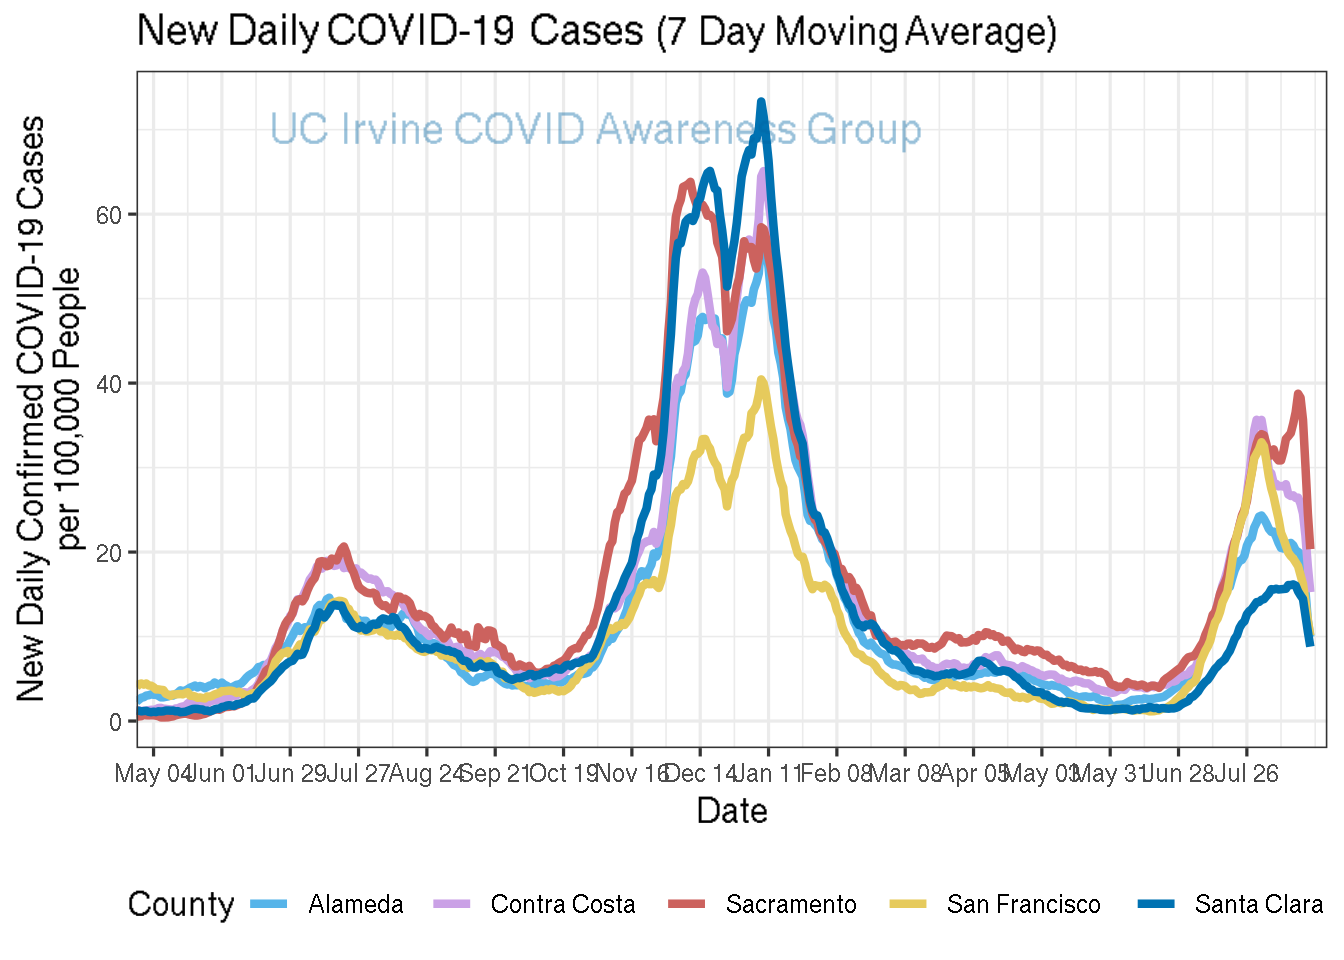 New Daily COVID-19 Cases (7 Day Moving Average)
UC Irvine COVID Awareness Group
New Daily Confirmed COVID-19 Cases
per 100,000 People
60
40
20
0
May 04 Jun 01 Jun 29 Jul 27 Aug 24 Sep 21 Oct 19 Nov 16 Dec 14 Jan 11 Feb 08 Mar 08 Apr 05 May 03 May 31 Jun 28 Jul 26
Date
County Alameda Contra Costa Sacramento San Francisco Santa Clara